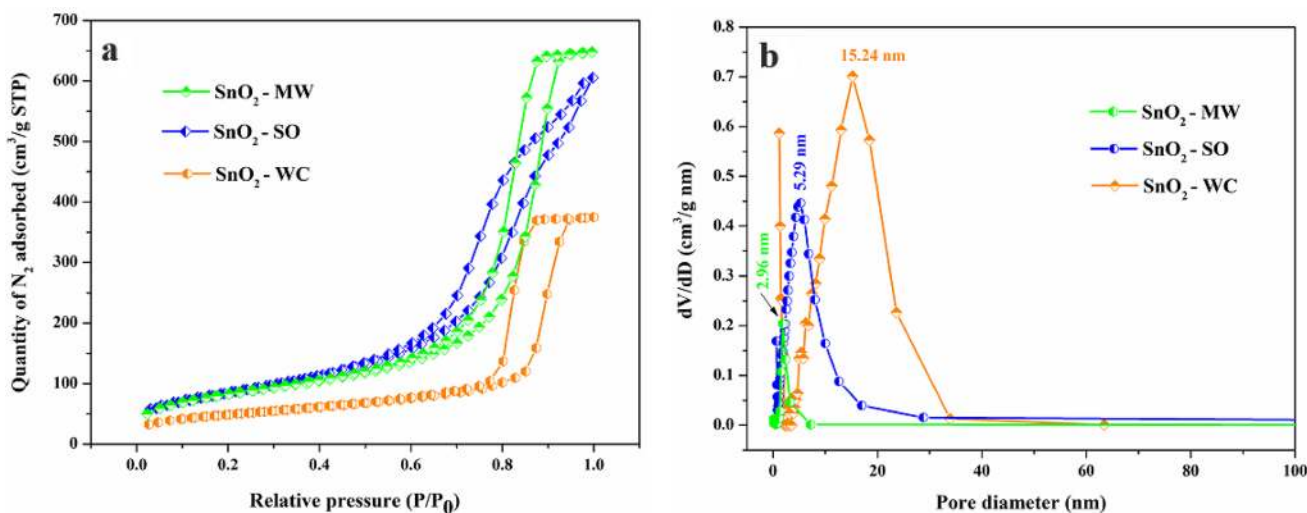 a
SnO2 - MW
SnO2 - SO
SnO2 - WC
Quantity of N2 adsorbed (cm3/g STP)
700
600
500
400
300
200
100
0
0.0 0.2 0.4 0.6 0.8 1.0
Relative pressure (P/P0)
b
15.24 nm
5.29 nm
2.96 nm
SnO2 - MW
SnO2 - SO
SnO2 - WC
dV/dD (cm3/g nm)
0.8
0.7
0.6
0.5
0.4
0.3
0.2
0.1
0.0
0 20 40 60 80 100
Pore diameter (nm)